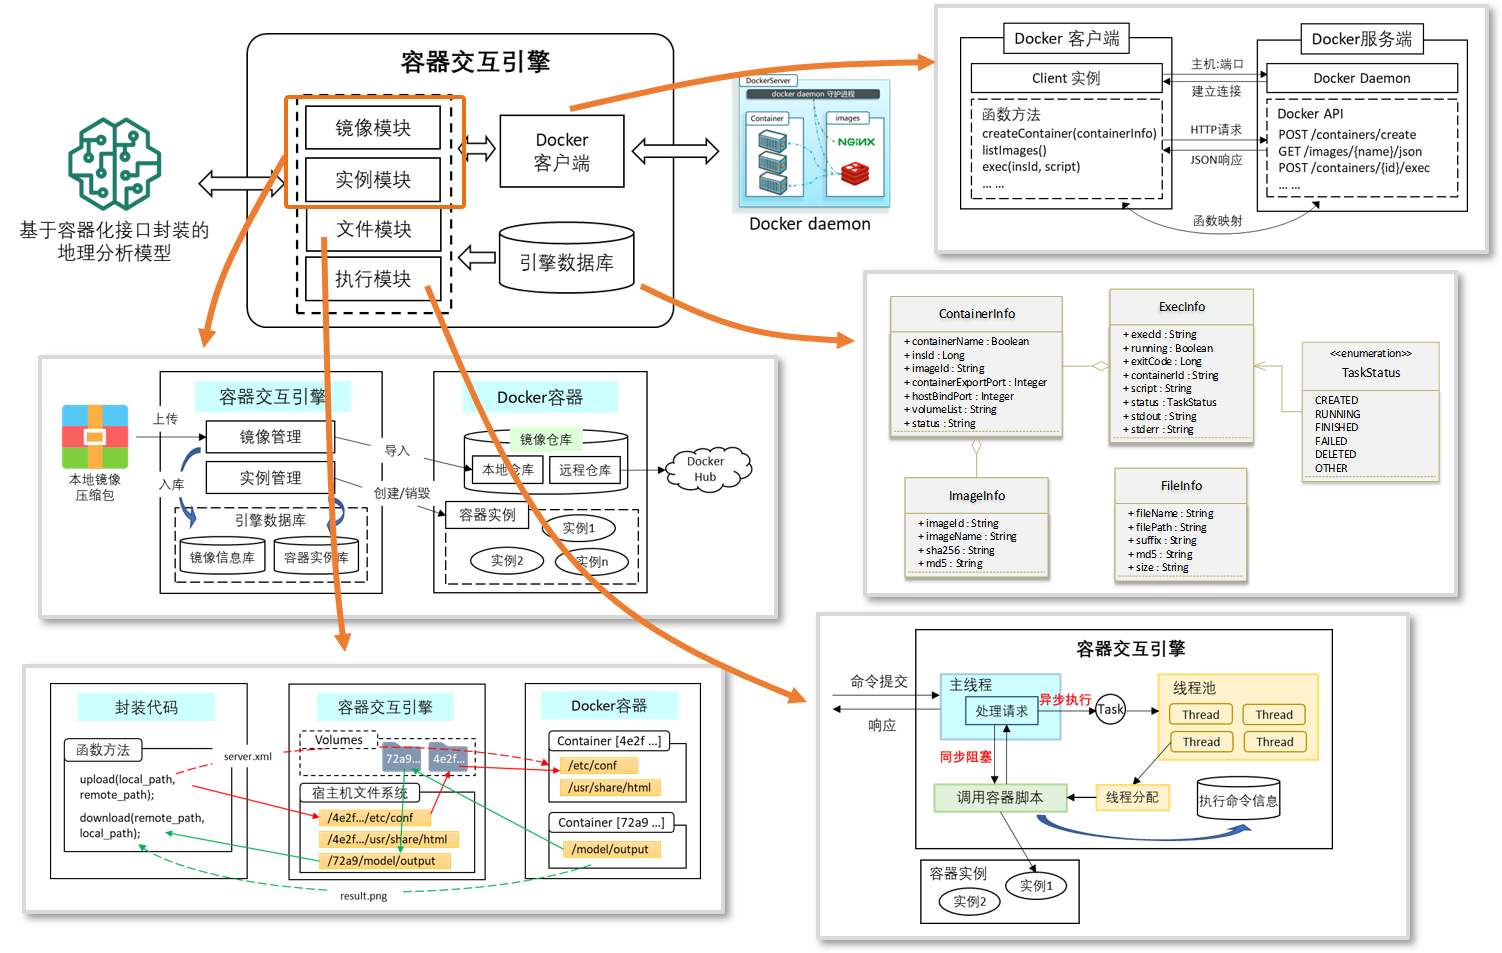 容器交互引擎
镜像模块
实例模块
文件模块
执行模块
Docker
客户端
引擎数据库
基于容器化接口封装的
地理分析模型
DockerServer
docker daemon 守护进程
Container
images
NGINX
Docker daemon
Docker 客户端
Client 实例
函数方法
createContainer(containerInfo)
listImages()
exec(insId, script)
... ...
主机:端口
建立连接
HTTP请求
JSON响应
函数映射
Docker服务端
Docker Daemon
Docker API
POST /containers/create
GET /images/{name}/json
POST /containers/{id}/exec
... ...
ContainerInfo
+ containerName : Boolean
+ insId : Long
+ imageId : String
+ containerExportPort : Integer
+ hostBindPort : Integer
+ volumeList : String
+ status : String
ExecInfo
+ execId : String
+ running : Boolean
+ exitCode : Long
+ containerId : String
+ script : String
+ status : TaskStatus
+ stdout : String
+ stderr : String
<<enumeration>>
TaskStatus
CREATED
RUNNING
FINISHED
FAILED
DELETED
OTHER
ImageInfo
+ imageId : String
+ imageName : String
+ sha256 : String
+ md5 : String
FileInfo
+ fileName : String
+ filePath : String
+ suffix : String
+ md5 : String
+ size : String
本地镜像
压缩包
上传
入库
容器交互引擎
镜像管理
实例管理
引擎数据库
镜像信息库
容器实例库
导入
创建/销毁
Docker容器
镜像仓库
本地仓库
远程仓库
Docker
Hub
容器实例
实例1
实例2
实例n
封装代码
函数方法
upload(local_path,
remote_path);
download(remote_path,
local_path);
server.xml
result.png
容器交互引擎
Volumes
72a9...
4e2f...
宿主机文件系统
/4e2f.../etc/conf
/4e2f.../usr/share/html
/72a9/model/output
Docker容器
Container [4e2f ...]
/etc/conf
/usr/share/html
Container [72a9 ...]
/model/output
容器交互引擎
命令提交
响应
主线程
处理请求
异步执行
Task
同步阻塞
线程池
Thread
Thread
Thread
Thread
调用容器脚本
线程分配
执行命令信息
容器实例
实例1
实例2